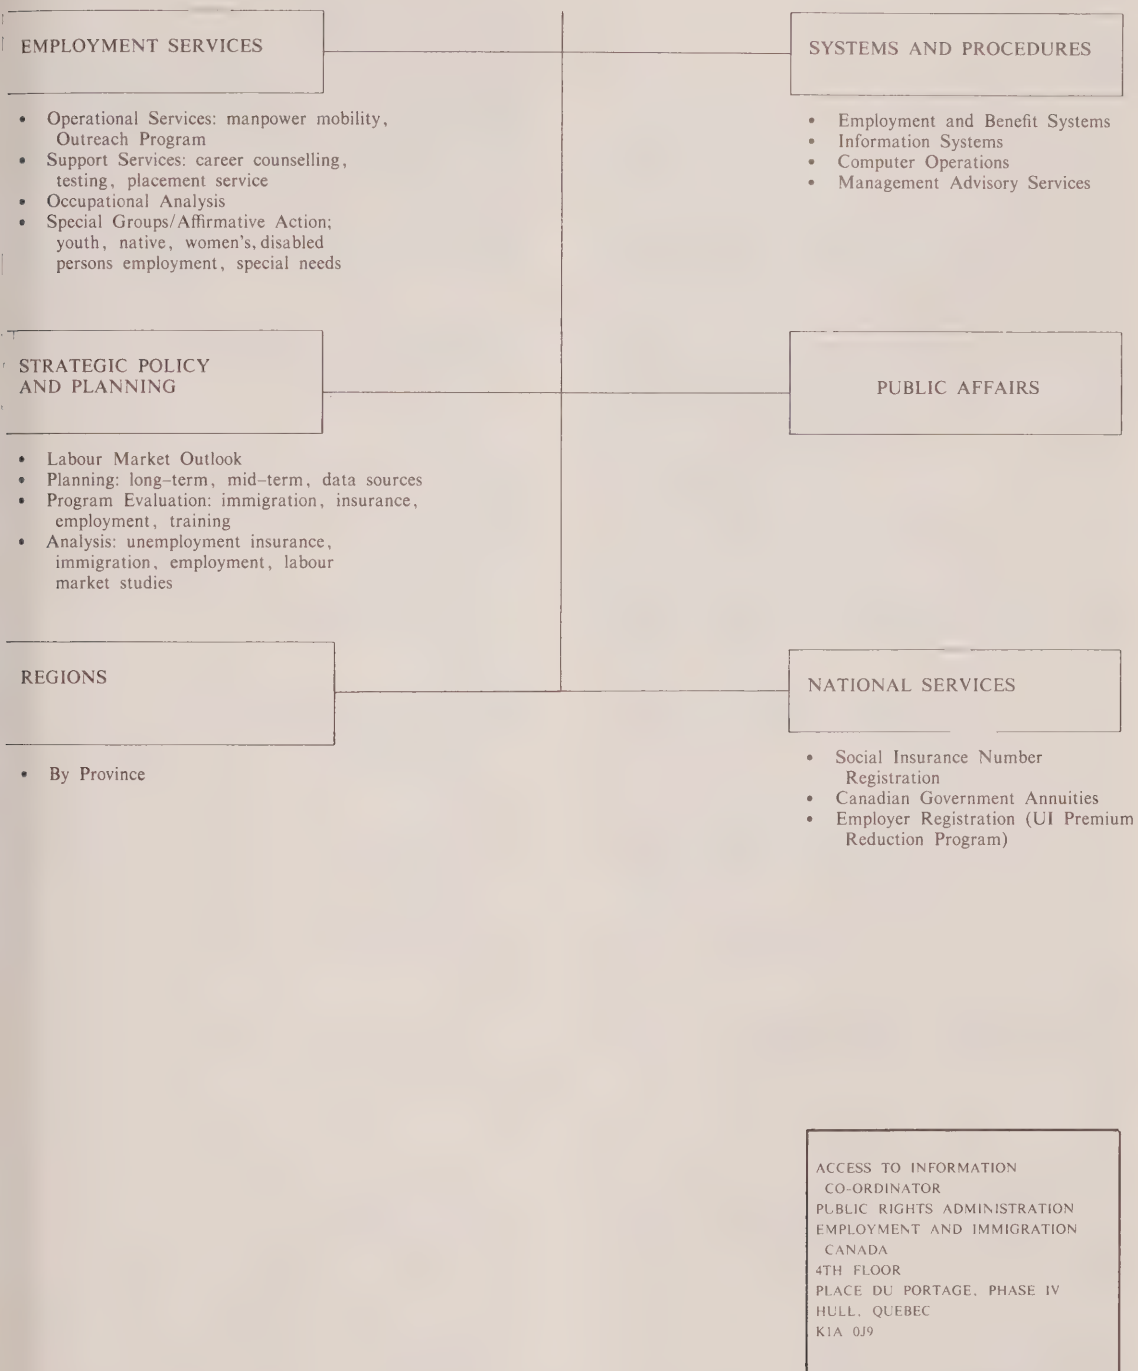 EMPLOYMENT SERVICES
• Operational Services: manpower mobility,
Outreach Program
• Support Services: career counselling,
testing, placement service
• Occupational Analysis
• Special Groups/Affirmative Action;
youth, native, women's, disabled
persons employment, special needs
SYSTEMS AND PROCEDURES
• Employment and Benefit Systems
• Information Systems
• Computer Operations
• Management Advisory Services
STRATEGIC POLICY
AND PLANNING
• Labour Market Outlook
• Planning: long-term, mid-term, data sources
• Program Evaluation: immigration, insurance,
employment, training
• Analysis: unemployment insurance,
immigration, employment, labour
market studies
PUBLIC AFFAIRS
REGIONS
• By Province
NATIONAL SERVICES
• Social Insurance Number
Registration
• Canadian Government Annuities
• Employer Registration (UI Premium
Reduction Program)
ACCESS TO INFORMATION
CO-ORDINATOR
PUBLIC RIGHTS ADMINISTRATION
EMPLOYMENT AND IMMIGRATION
CANADA
4TH FLOOR
PLACE DU PORTAGE, PHASE IV
HULL, QUEBEC
K1A 0J9